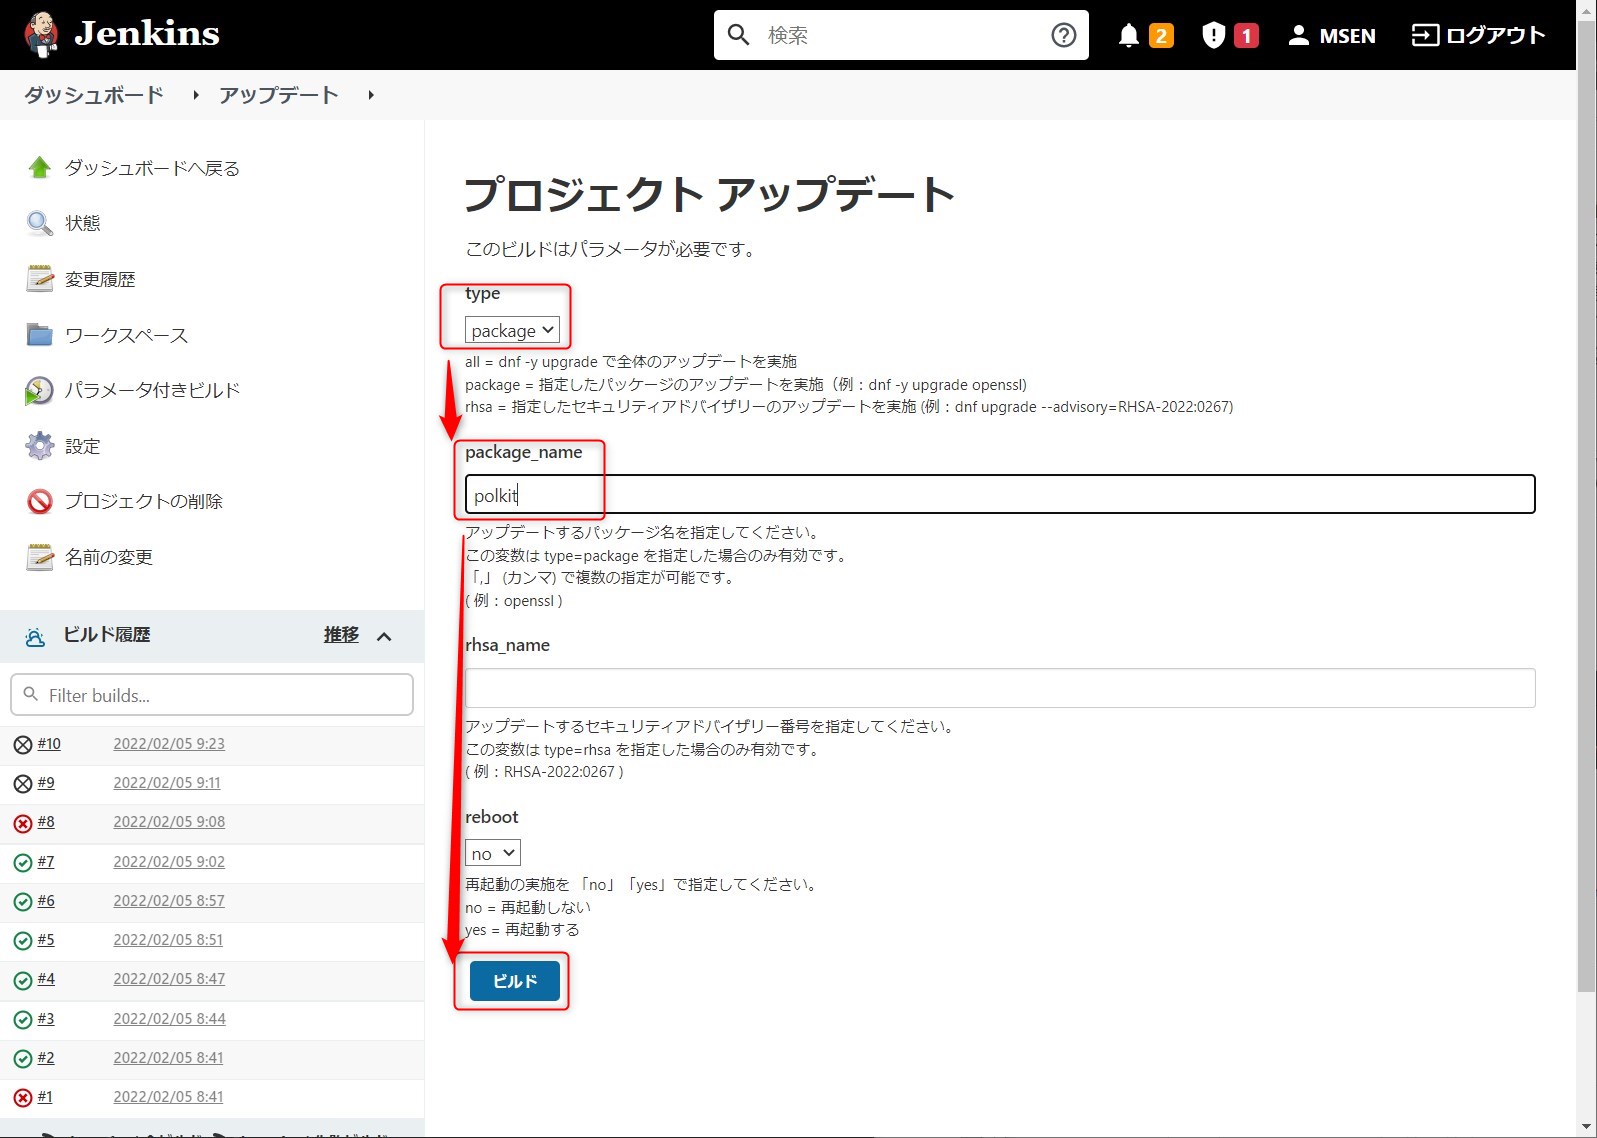 Jenkins
検索
2
1
MSEN
ログアウト
ダッシュボード
アップデート
ダッシュボードへ戻る
状態
変更履歴
ワークスペース
パラメータ付きビルド
設定
プロジェクトの削除
名前の変更
ビルド履歴 推移
Filter builds...
#10 2022/02/05 9:23
#9 2022/02/05 9:11
#8 2022/02/05 9:08
#7 2022/02/05 9:02
#6 2022/02/05 8:57
#5 2022/02/05 8:51
#4 2022/02/05 8:47
#3 2022/02/05 8:44
#2 2022/02/05 8:41
#1 2022/02/05 8:41
プロジェクト アップデート
このビルドはパラメータが必要です。
type
package
all = dnf -y upgrade で全体のアップデートを実施
package = 指定したパッケージのアップデートを実施（例：dnf -y upgrade openssl)
rhsa = 指定したセキュリティアドバイザリーのアップデートを実施 (例：dnf upgrade --advisory=RHSA-2022:0267)
package_name
polkit
アップデートするパッケージ名を指定してください。
この変数は type=package を指定した場合のみ有効です。
「,」 (カンマ) で複数の指定が可能です。
( 例：openssl )
rhsa_name
アップデートするセキュリティアドバイザリー番号を指定してください。
この変数は type=rhsa を指定した場合のみ有効です。
( 例：RHSA-2022:0267 )
reboot
no
再起動の実施を 「no」「yes」で指定してください。
no = 再起動しない
yes = 再起動する
ビルド